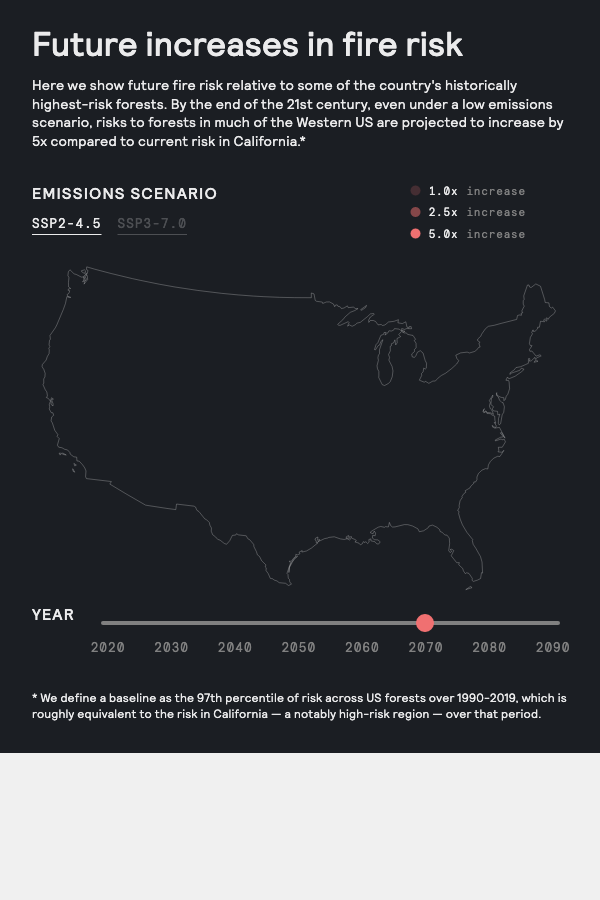 Future increases in fire risk
Here we show future fire risk relative to some of the country's historically
highest-risk forests. By the end of the 21st century, even under a low emissions
scenario, risks to forests in much of the Western US are projected to increase by
5x compared to current risk in California.*
EMISSIONS SCENARIO
SSP2-4.5 SSP3-7.0
1.0x increase
2.5x increase
5.0x increase
YEAR
2020 2030 2040 2050 2060 2070 2080 2090
* We define a baseline as the 97th percentile of risk across US forests over 1990-2019, which is
roughly equivalent to the risk in California — a notably high-risk region — over that period.